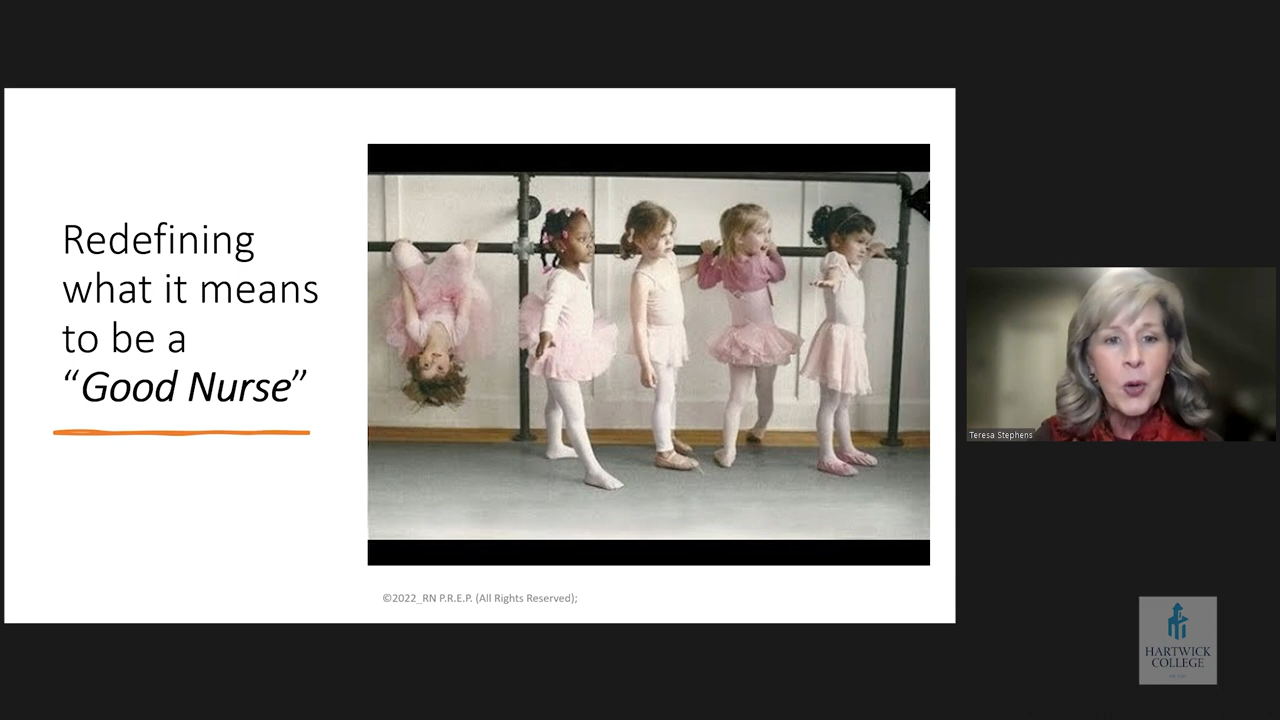 Redefining
what it means
to be a
“Good Nurse”
©2022_RN P.R.E.P. (All Rights Reserved);
Teresa Stephens
HARTWICK
COLLEGE